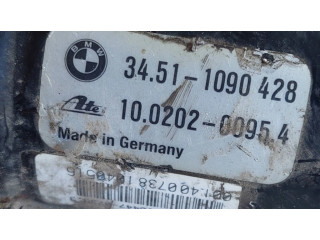 BMW
34.51-1090 428
Ate
10.0202-0095.4
Made in Germany